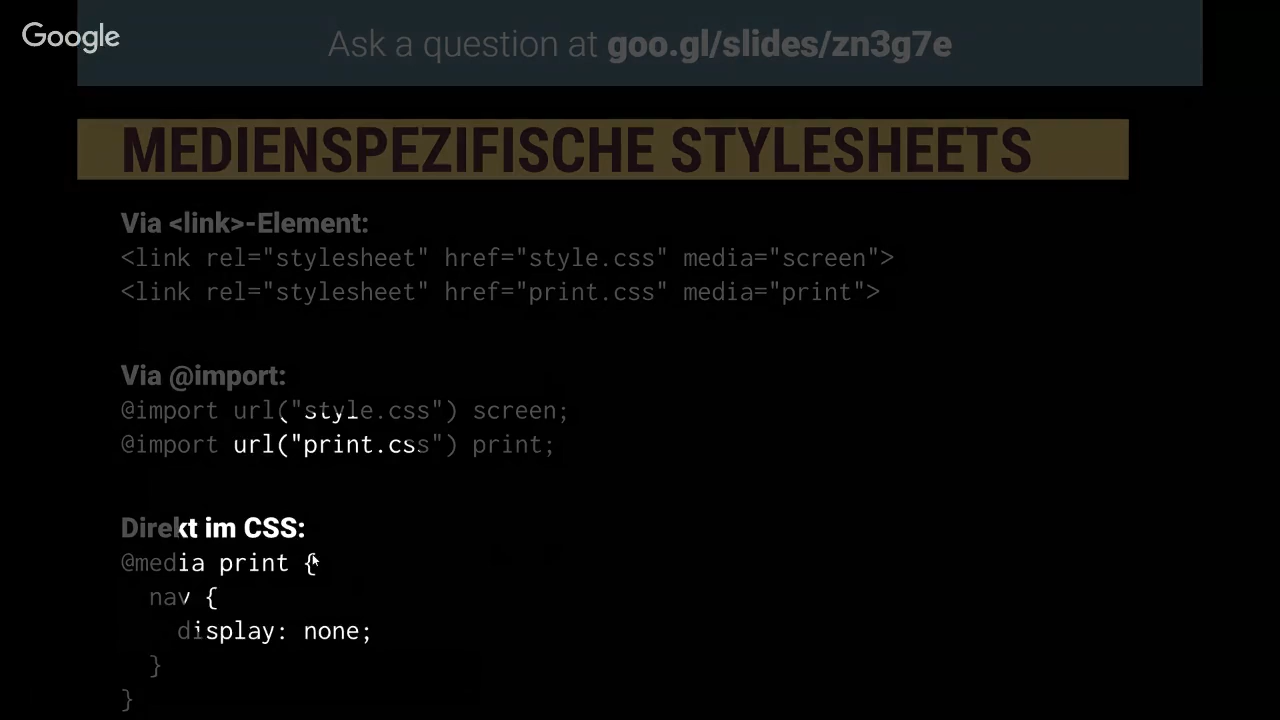 Google
Ask a question at goo.gl/slides/zn3g7e
MEDIENSPEZIFISCHE STYLESHEETS
Via <link>-Element:
<link rel="stylesheet" href="style.css" media="screen">
<link rel="stylesheet" href="print.css" media="print">
Via @import:
@import url("style.css") screen;
@import url("print.css") print;
Direkt im CSS:
@media print {
  nav {
    display: none;
  }
}